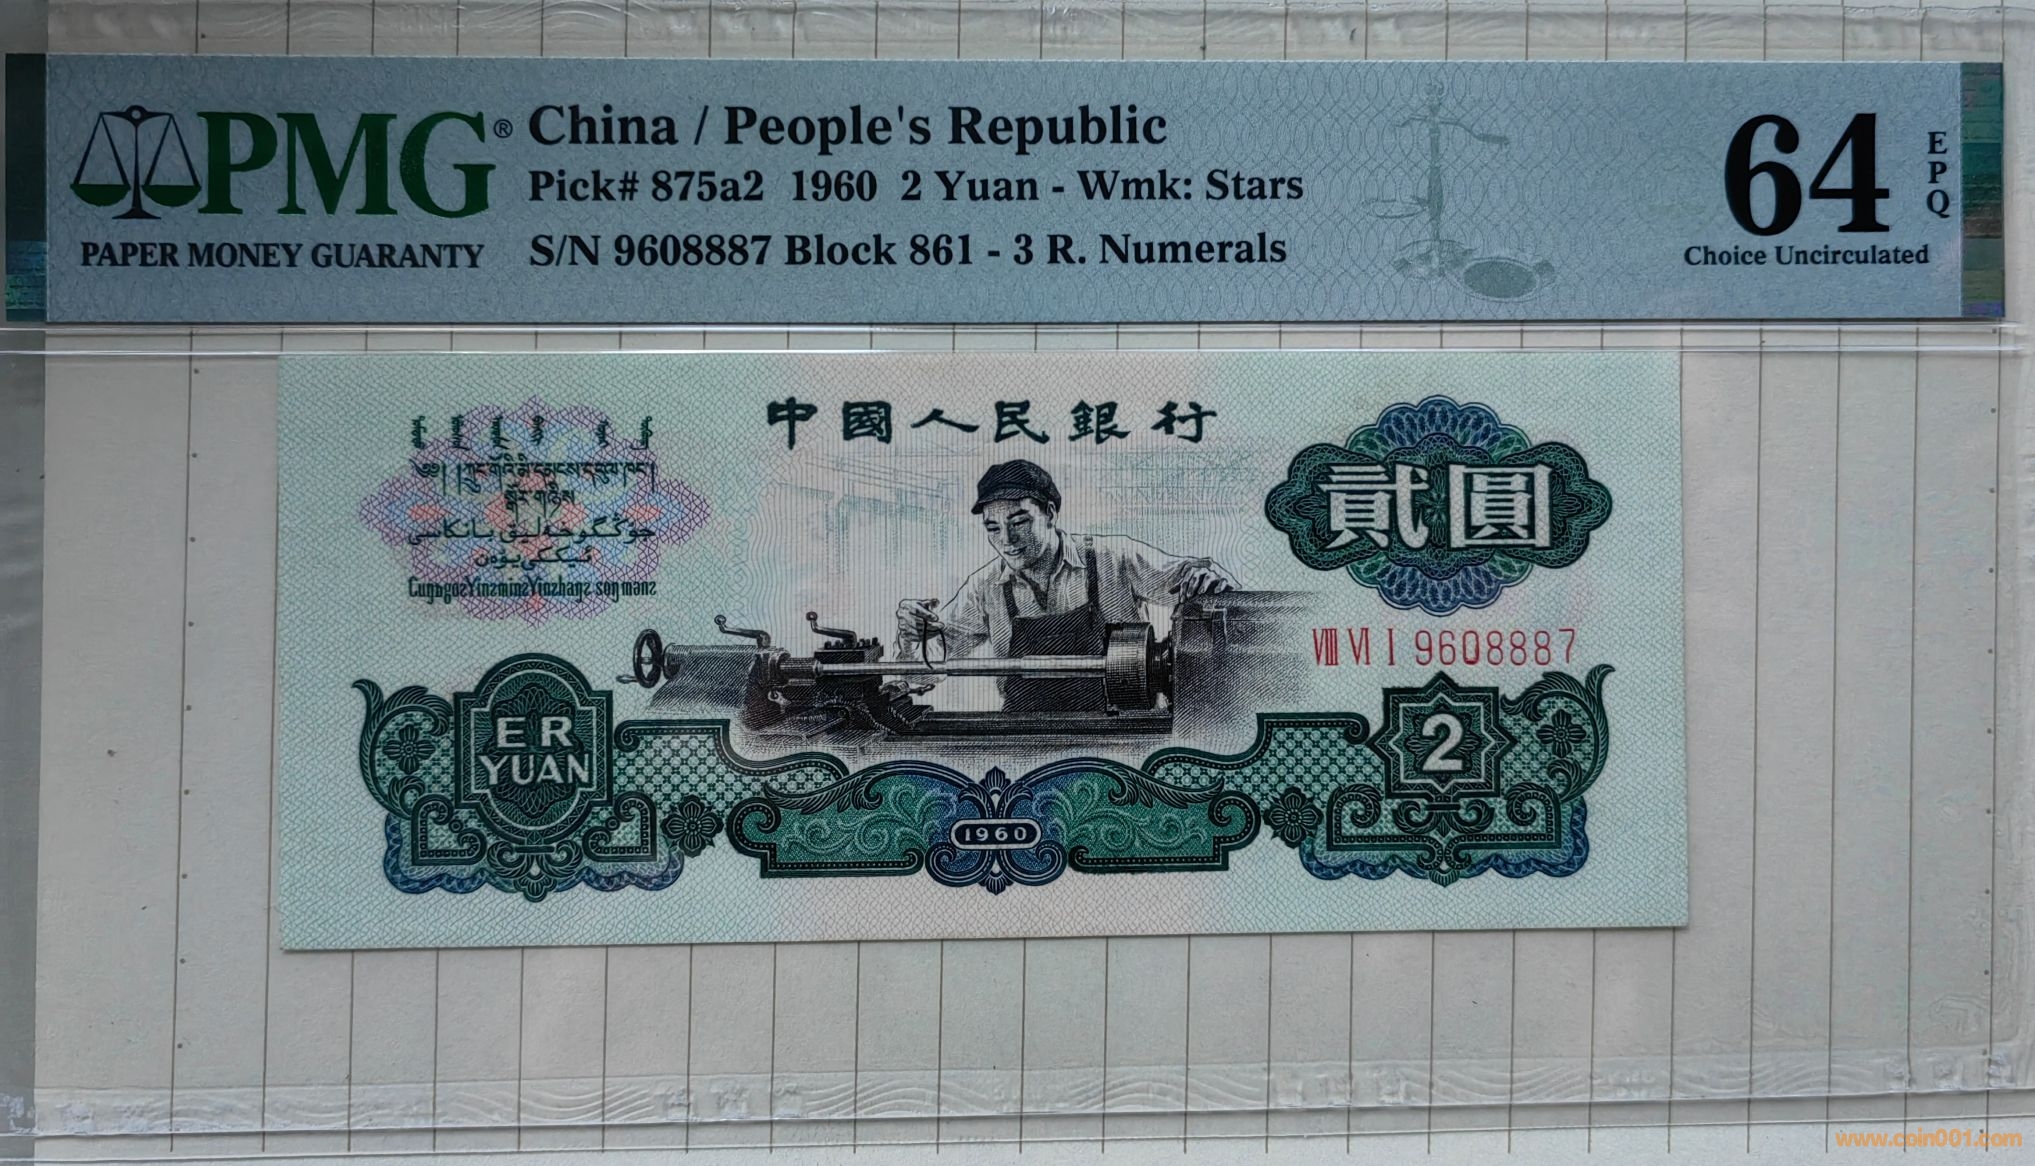 PMG®
PAPER MONEY GUARANTY
China / People's Republic
Pick# 875a2 1960 2 Yuan - Wmk: Stars
S/N 9608887 Block 861 - 3 R. Numerals
64
EPQ
Choice Uncirculated
中國人民銀行
貳圓
VIII VI I 9608887
ER
YUAN
1960
2
www.coin001.com